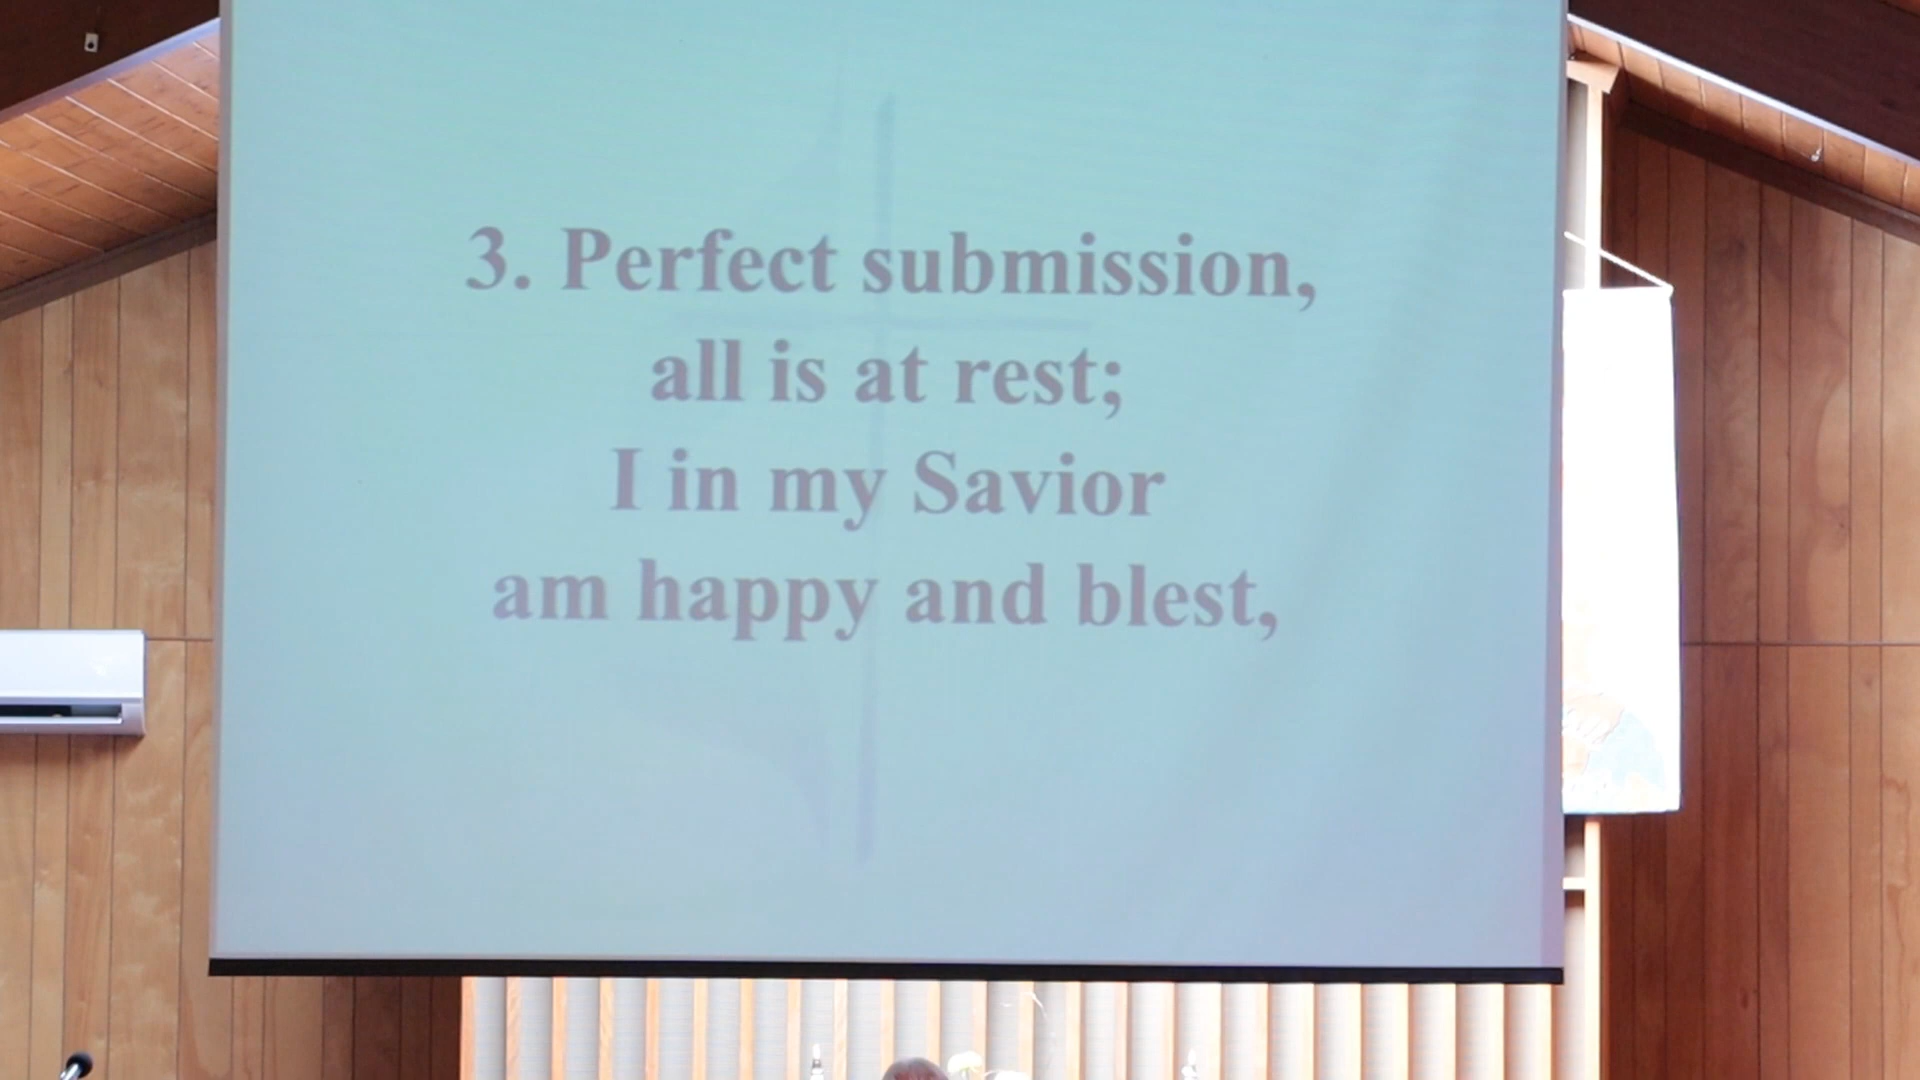 3. Perfect submission,
all is at rest;
I in my Savior
am happy and blest,